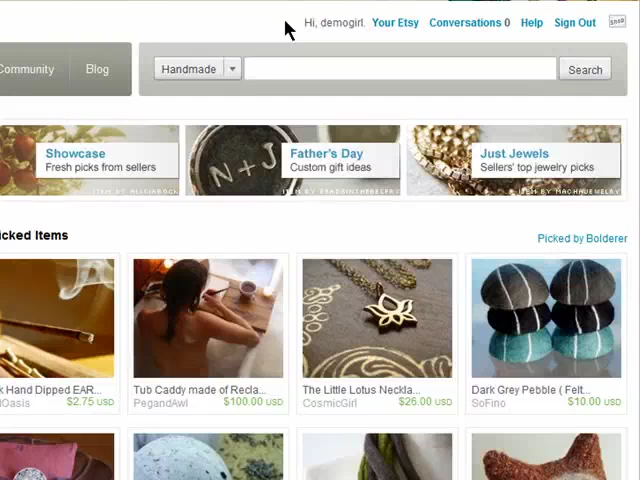 Hi, demogirl. Your Etsy Conversations 0 Help Sign Out
Community Blog Handmade Search
Showcase
Fresh picks from sellers
Father's Day
Custom gift ideas
Just Jewels
Sellers' top jewelry picks
icked Items
Picked by Bolderer
k Hand Dipped EAR...
lOasis $2.75 USD
Tub Caddy made of Recla...
PegandAwl $100.00 USD
The Little Lotus Neckla...
CosmicGirl $26.00 USD
Dark Grey Pebble ( Felt...
SoFino $10.00 USD
N+J